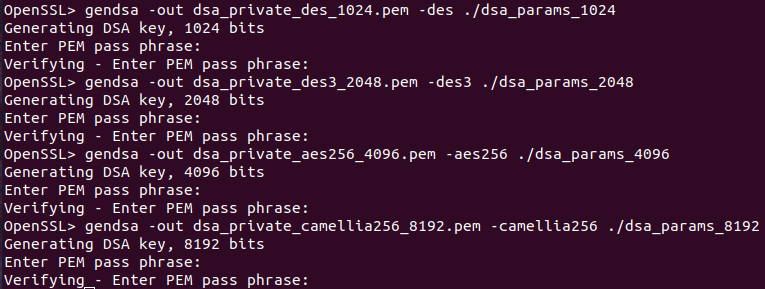 OpenSSL> gendsa -out dsa_private_des_1024.pem -des ./dsa_params_1024
Generating DSA key, 1024 bits
Enter PEM pass phrase:
Verifying - Enter PEM pass phrase:
OpenSSL> gendsa -out dsa_private_des3_2048.pem -des3 ./dsa_params_2048
Generating DSA key, 2048 bits
Enter PEM pass phrase:
Verifying - Enter PEM pass phrase:
OpenSSL> gendsa -out dsa_private_aes256_4096.pem -aes256 ./dsa_params_4096
Generating DSA key, 4096 bits
Enter PEM pass phrase:
Verifying - Enter PEM pass phrase:
OpenSSL> gendsa -out dsa_private_camellia256_8192.pem -camellia256 ./dsa_params_8192
Generating DSA key, 8192 bits
Enter PEM pass phrase:
Verifying - Enter PEM pass phrase: